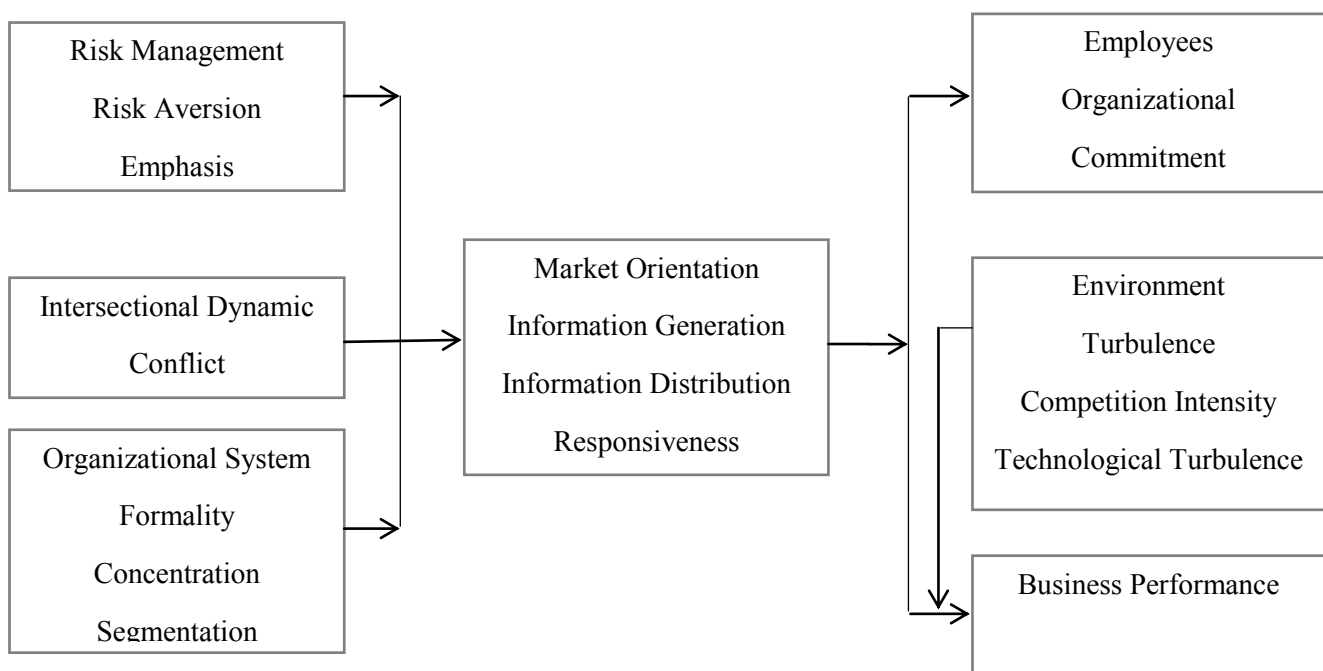 Risk Management
Risk Aversion
Emphasis
Intersectional Dynamic
Conflict
Organizational System
Formality
Concentration
Segmentation
Market Orientation
Information Generation
Information Distribution
Responsiveness
Employees
Organizational
Commitment
Environment
Turbulence
Competition Intensity
Technological Turbulence
Business Performance